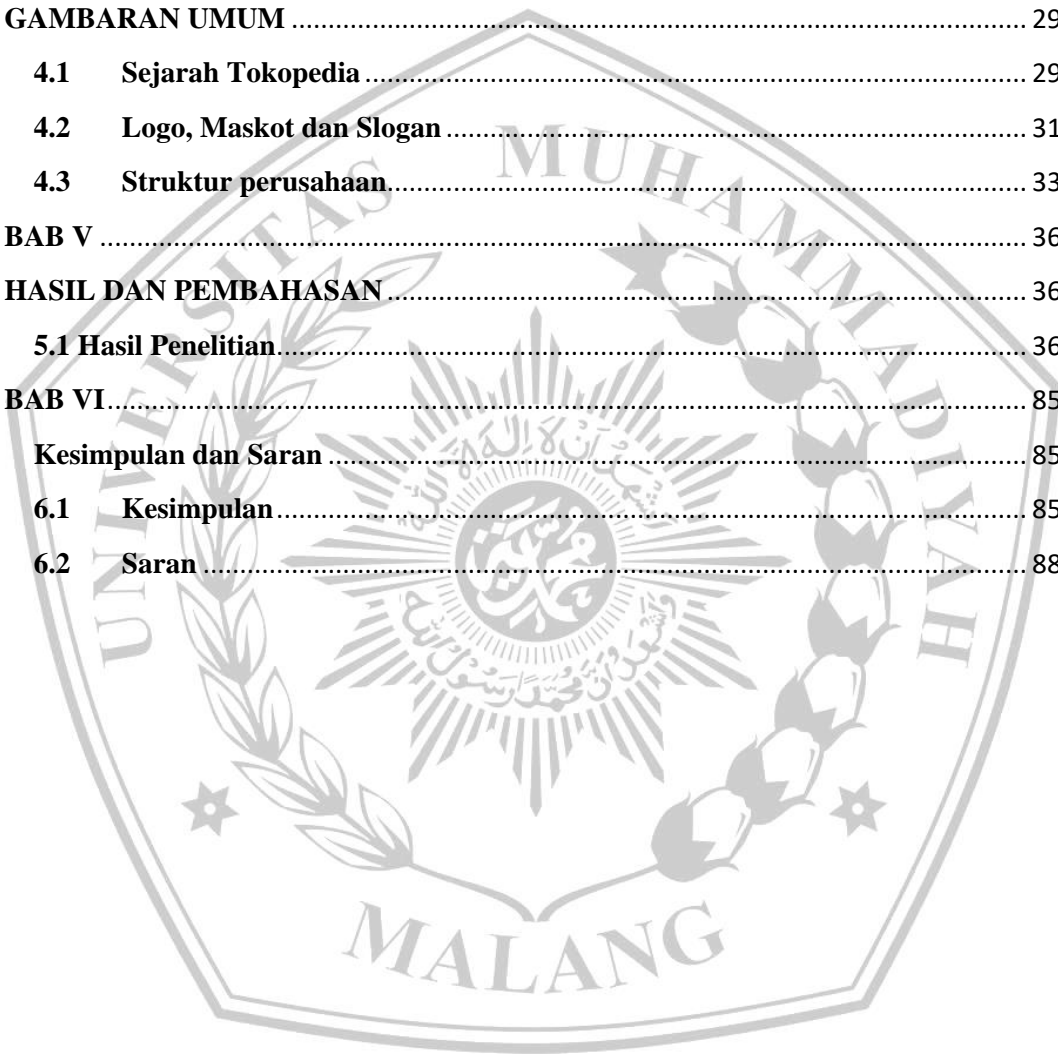 GAMBARAN UMUM ........ 29
4.1 Sejarah Tokopedia ........ 29
4.2 Logo, Maskot dan Slogan ........ 31
4.3 Struktur perusahaan ........ 33
BAB V ........ 36
HASIL DAN PEMBAHASAN ........ 36
5.1 Hasil Penelitian ........ 36
BAB VI ........ 85
Kesimpulan dan Saran ........ 85
6.1 Kesimpulan ........ 85
6.2 Saran ........ 88
UNIVERSITAS MUHAMMADIYAH
MALANG